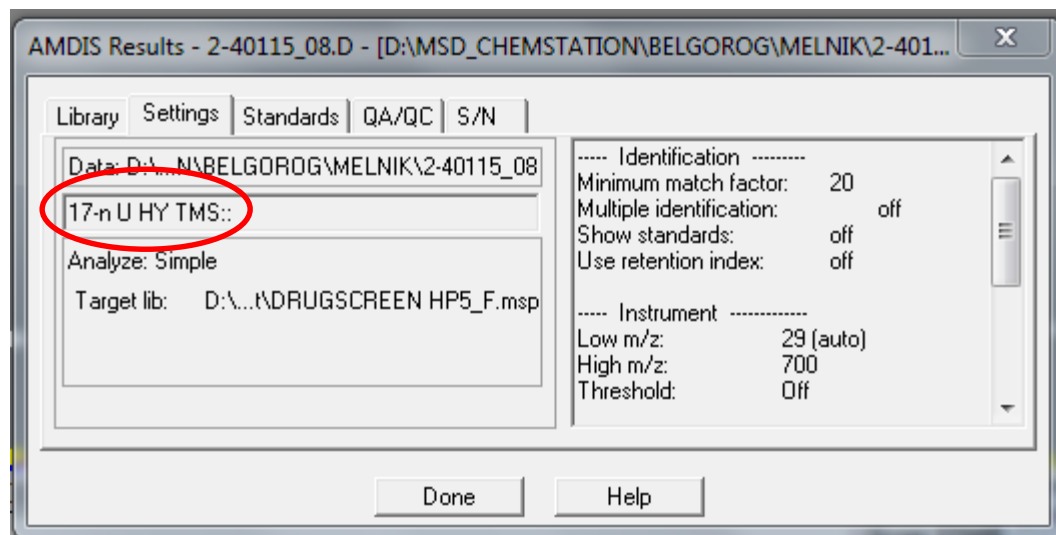 AMDIS Results - 2-40115_08.D - [D:\MSD_CHEMSTATION\BELGOROG\MELNIK\2-401...
Library Settings Standards QA/QC S/N
Data: D:\...N\BELGOROG\MELNIK\2-40115_08
17-n U HY TMS::
Analyze: Simple
Target lib: D:\...t\DRUGSCREEN HP5_F.msp
----- Identification ---------
Minimum match factor: 20
Multiple identification: off
Show standards: off
Use retention index: off
----- Instrument ------------
Low m/z: 29 (auto)
High m/z: 700
Threshold: Off
Done Help